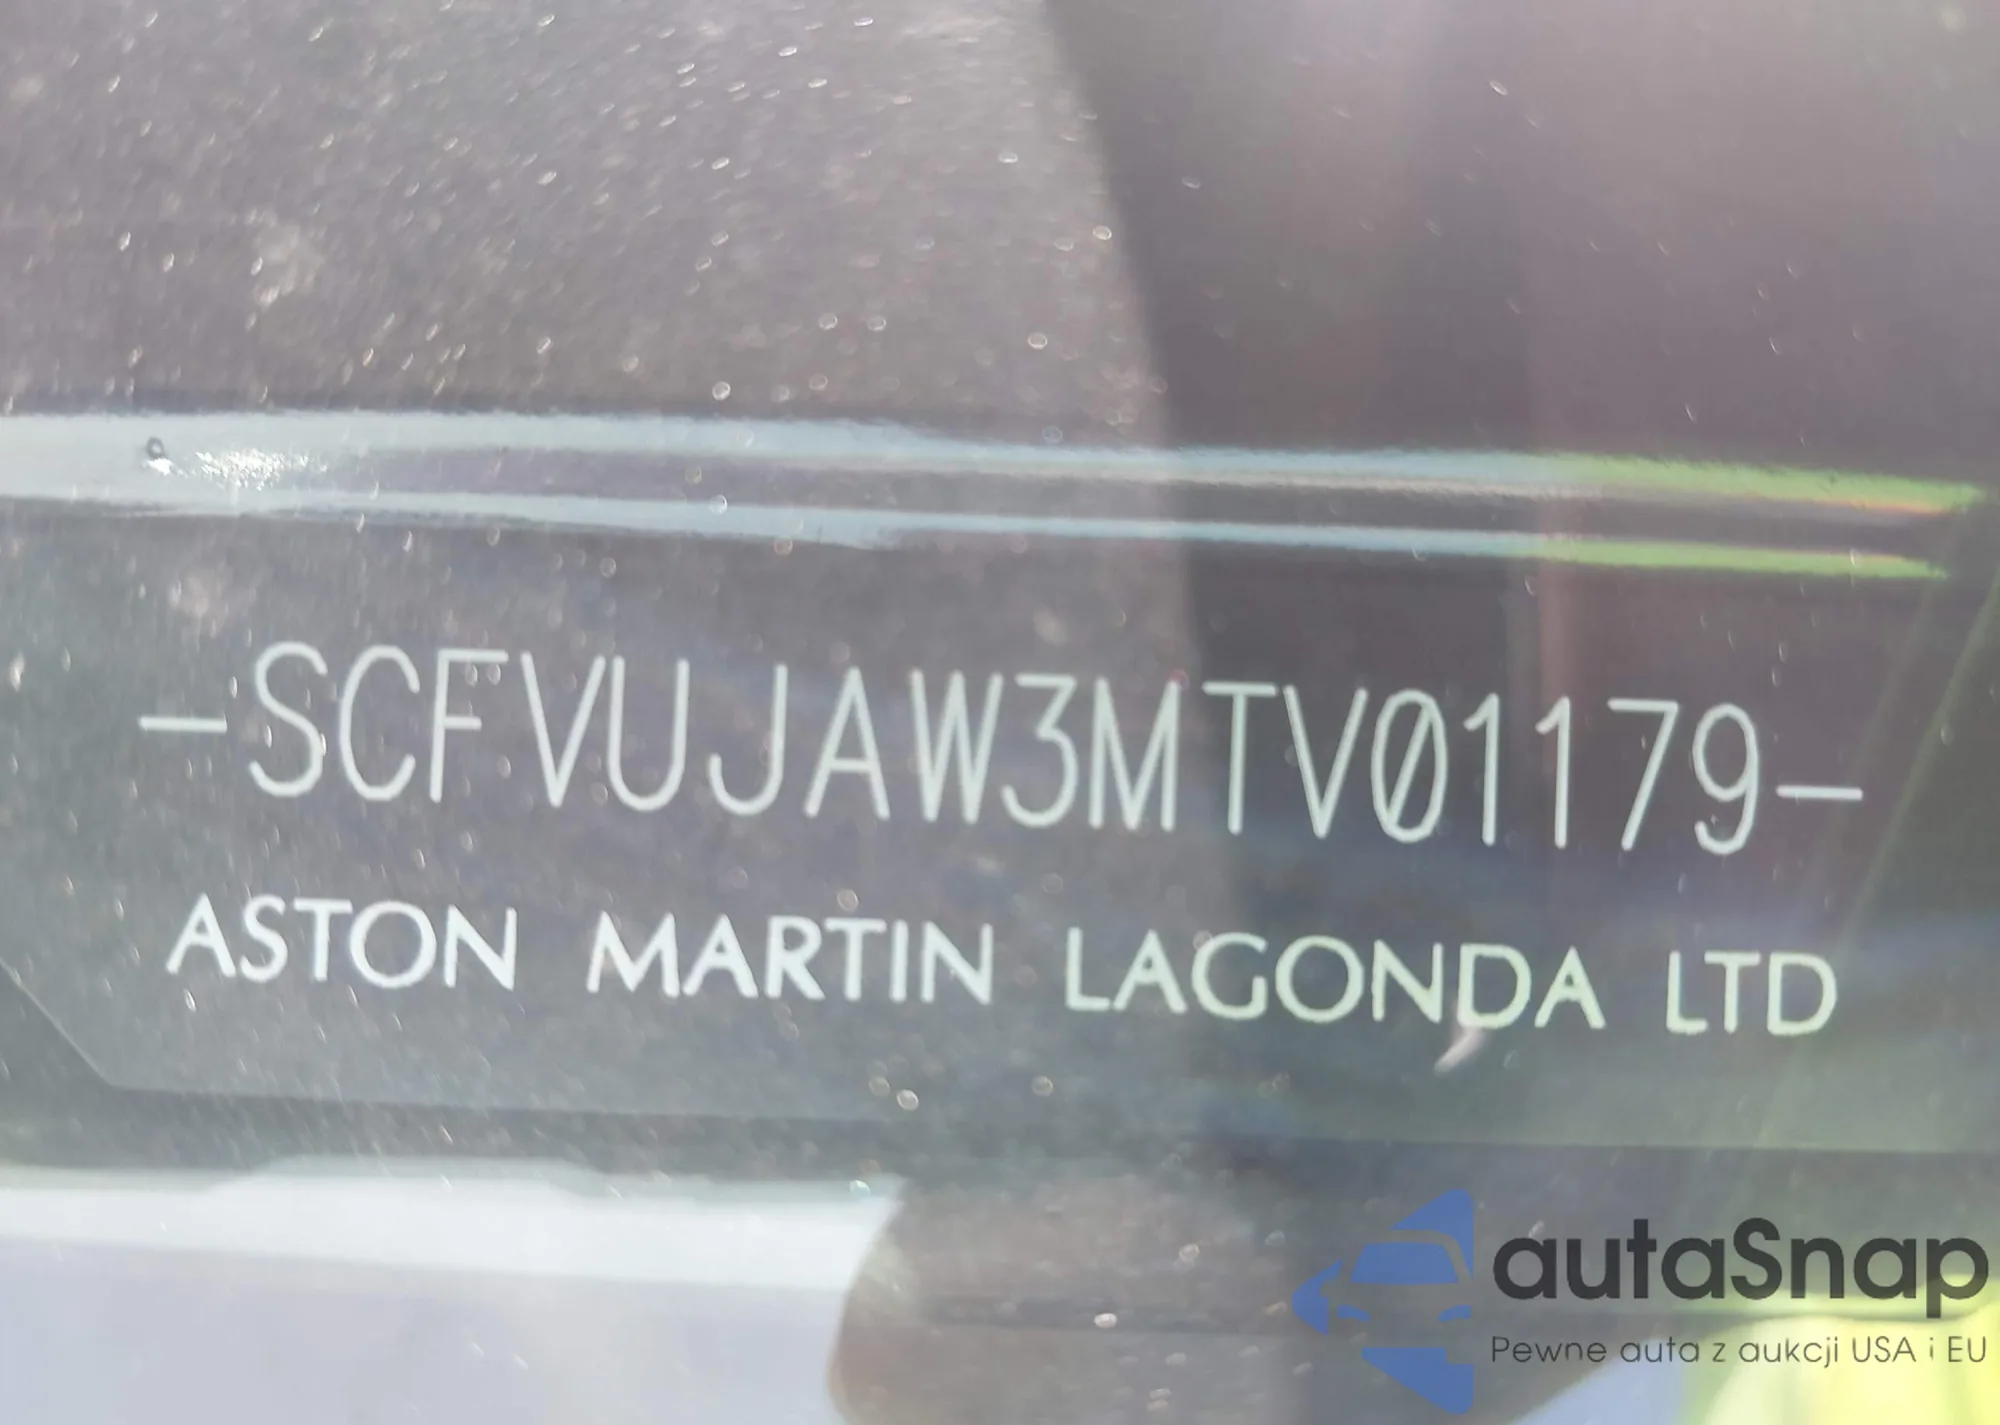 -SCFVUJAW3MTV01179-
ASTON MARTIN LAGONDA LTD
autaSnap
Pewne auta z aukcji USA i EU